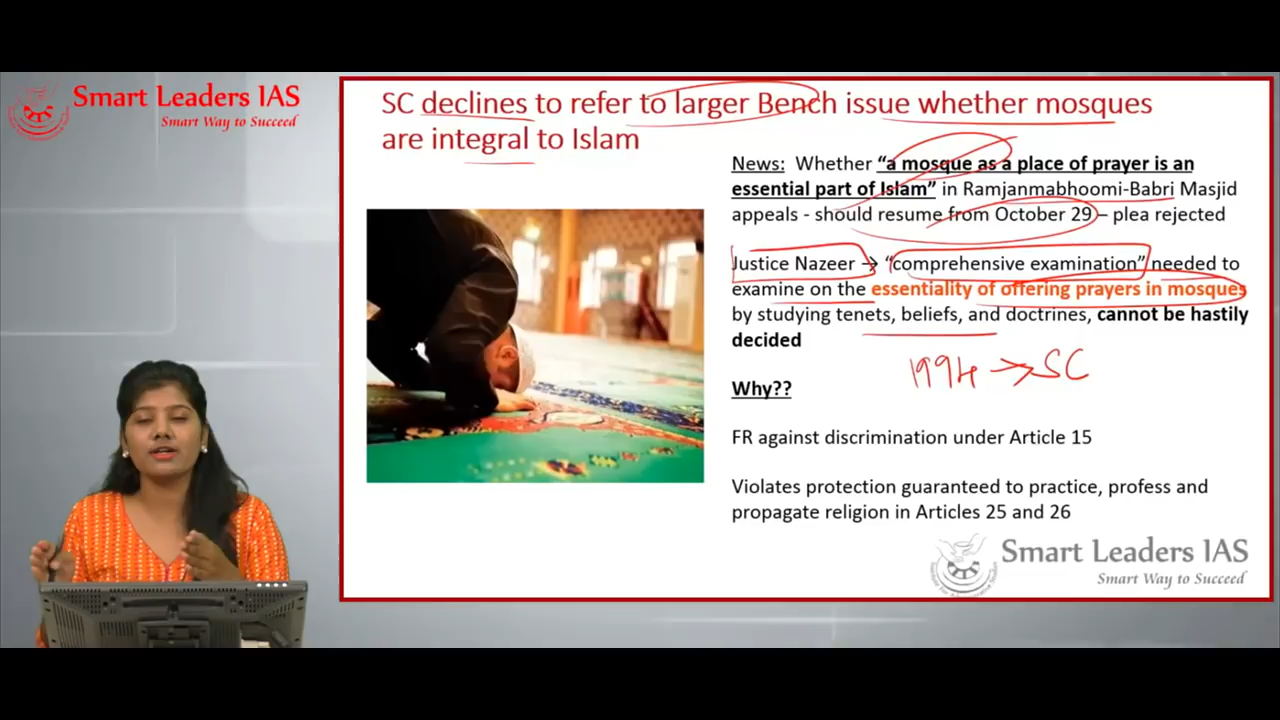 Smart Leaders IAS
Smart Way to Succeed
SC declines to refer to larger Bench issue whether mosques
are integral to Islam
News: Whether “a mosque as a place of prayer is an
essential part of Islam” in Ramjanmabhoomi-Babri Masjid
appeals - should resume from October 29 – plea rejected
Justice Nazeer → “comprehensive examination” needed to
examine on the essentiality of offering prayers in mosques
by studying tenets, beliefs, and doctrines, cannot be hastily
decided
1994 → SC
Why??
FR against discrimination under Article 15
Violates protection guaranteed to practice, profess and
propagate religion in Articles 25 and 26
Smart Leaders IAS
Smart Way to Succeed